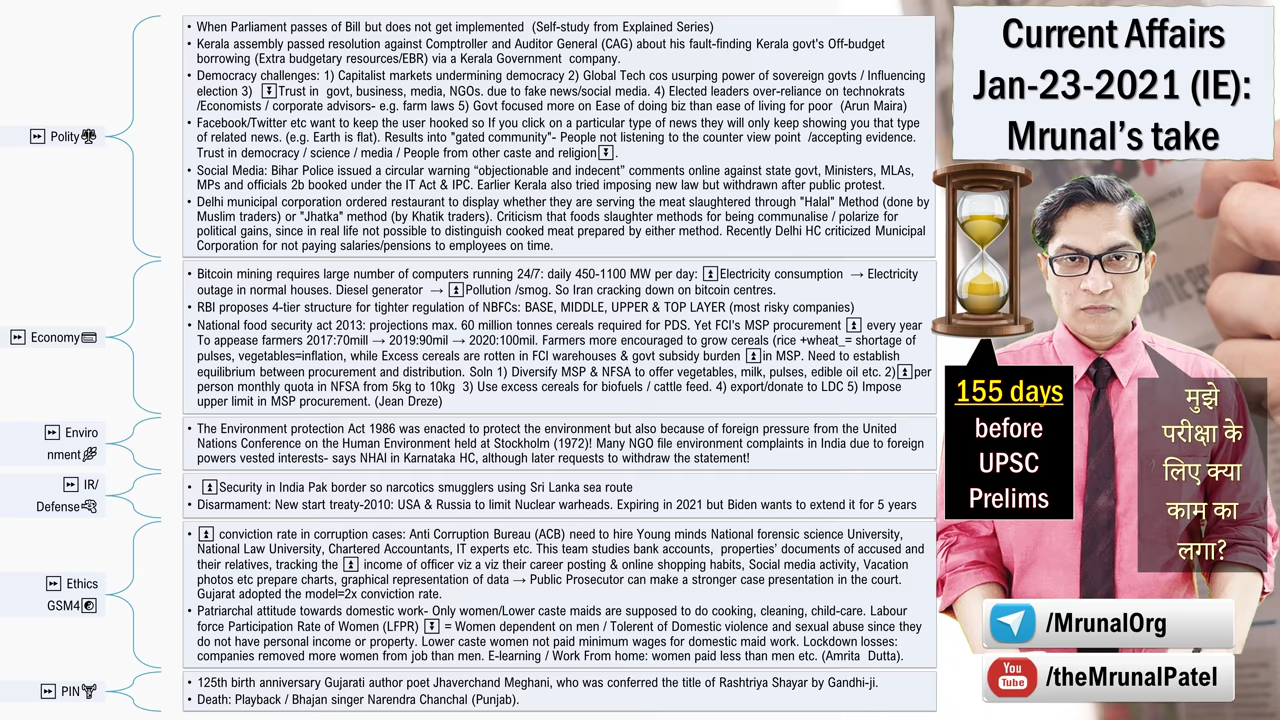 Current Affairs
Jan-23-2021 (IE):
Mrunal's take
Polity
• When Parliament passes of Bill but does not get implemented (Self-study from Explained Series)
• Kerala assembly passed resolution against Comptroller and Auditor General (CAG) about his fault-finding Kerala govt's Off-budget
borrowing (Extra budgetary resources/EBR) via a Kerala Government company.
• Democracy challenges: 1) Capitalist markets undermining democracy 2) Global Tech cos usurping power of sovereign govts / Influencing
election 3) ⏬Trust in govt, business, media, NGOs. due to fake news/social media. 4) Elected leaders over-reliance on technokrats
/Economists / corporate advisors- e.g. farm laws 5) Govt focused more on Ease of doing biz than ease of living for poor (Arun Maira)
• Facebook/Twitter etc want to keep the user hooked so If you click on a particular type of news they will only keep showing you that type
of related news. (e.g. Earth is flat). Results into "gated community"- People not listening to the counter view point /accepting evidence.
Trust in democracy / science / media / People from other caste and religion⏬.
• Social Media: Bihar Police issued a circular warning “objectionable and indecent” comments online against state govt, Ministers, MLAs,
MPs and officials 2b booked under the IT Act & IPC. Earlier Kerala also tried imposing new law but withdrawn after public protest.
• Delhi municipal corporation ordered restaurant to display whether they are serving the meat slaughtered through "Halal" Method (done by
Muslim traders) or "Jhatka" method (by Khatik traders). Criticism that foods slaughter methods for being communalise / polarize for
political gains, since in real life not possible to distinguish cooked meat prepared by either method. Recently Delhi HC criticized Municipal
Corporation for not paying salaries/pensions to employees on time.
Economy
• Bitcoin mining requires large number of computers running 24/7: daily 450-1100 MW per day: ⏫Electricity consumption → Electricity
outage in normal houses. Diesel generator → ⏫Pollution /smog. So Iran cracking down on bitcoin centres.
• RBI proposes 4-tier structure for tighter regulation of NBFCs: BASE, MIDDLE, UPPER & TOP LAYER (most risky companies)
• National food security act 2013: projections max. 60 million tonnes cereals required for PDS. Yet FCI's MSP procurement ⏫ every year
To appease farmers 2017:70mill → 2019:90mil → 2020:100mil. Farmers more encouraged to grow cereals (rice +wheat_= shortage of
pulses, vegetables=inflation, while Excess cereals are rotten in FCI warehouses & govt subsidy burden ⏫in MSP. Need to establish
equilibrium between procurement and distribution. Soln 1) Diversify MSP & NFSA to offer vegetables, milk, pulses, edible oil etc. 2)⏫per
person monthly quota in NFSA from 5kg to 10kg 3) Use excess cereals for biofuels / cattle feed. 4) export/donate to LDC 5) Impose
upper limit in MSP procurement. (Jean Dreze)
Enviro
nment
• The Environment protection Act 1986 was enacted to protect the environment but also because of foreign pressure from the United
Nations Conference on the Human Environment held at Stockholm (1972)! Many NGO file environment complaints in India due to foreign
powers vested interests- says NHAI in Karnataka HC, although later requests to withdraw the statement!
IR/
Defense
• ⏫Security in India Pak border so narcotics smugglers using Sri Lanka sea route
• Disarmament: New start treaty-2010: USA & Russia to limit Nuclear warheads. Expiring in 2021 but Biden wants to extend it for 5 years
Ethics
GSM4
• ⏫ conviction rate in corruption cases: Anti Corruption Bureau (ACB) need to hire Young minds National forensic science University,
National Law University, Chartered Accountants, IT experts etc. This team studies bank accounts, properties' documents of accused and
their relatives, tracking the ⏫ income of officer viz a viz their career posting & online shopping habits, Social media activity, Vacation
photos etc prepare charts, graphical representation of data → Public Prosecutor can make a stronger case presentation in the court.
Gujarat adopted the model=2x conviction rate.
• Patriarchal attitude towards domestic work- Only women/Lower caste maids are supposed to do cooking, cleaning, child-care. Labour
force Participation Rate of Women (LFPR) ⏬ = Women dependent on men / Tolerent of Domestic violence and sexual abuse since they
do not have personal income or property. Lower caste women not paid minimum wages for domestic maid work. Lockdown losses:
companies removed more women from job than men. E-learning / Work From home: women paid less than men etc. (Amrita Dutta).
PIN
• 125th birth anniversary Gujarati author poet Jhaverchand Meghani, who was conferred the title of Rashtriya Shayar by Gandhi-ji.
• Death: Playback / Bhajan singer Narendra Chanchal (Punjab).
155 days
before
UPSC
Prelims
मुझे
परीक्षा के
लिए क्या
काम का
लगा?
/MrunalOrg
You
Tube
/theMrunalPatel